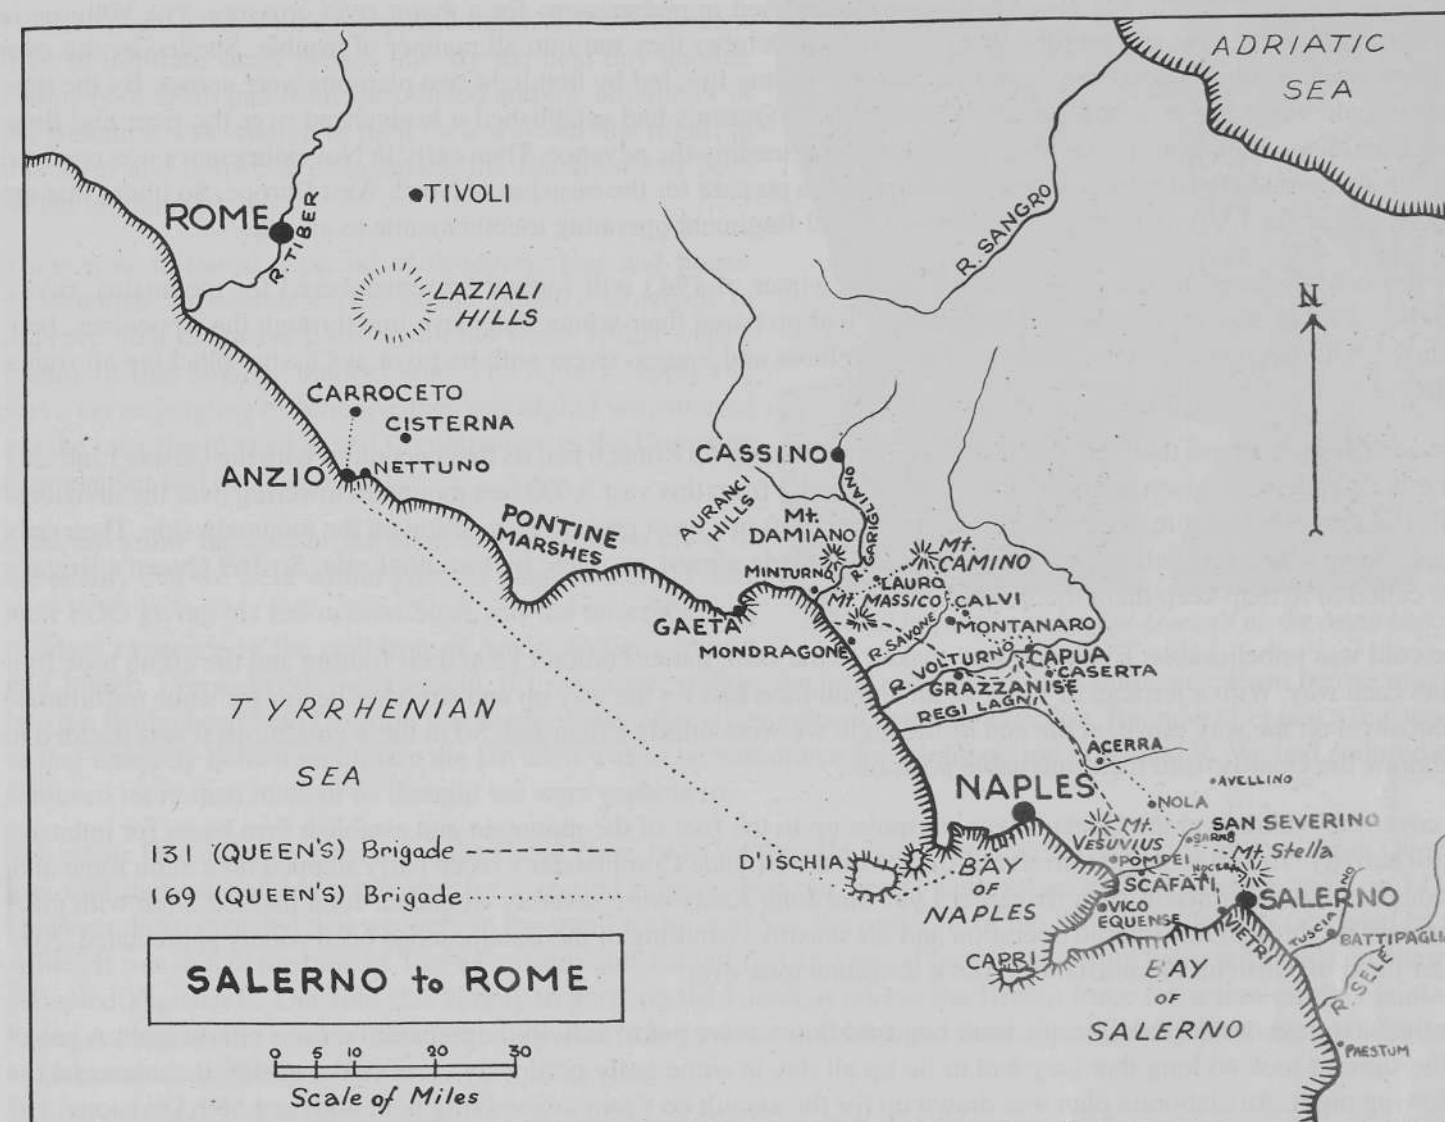 ADRIATIC
SEA
ROME
R. TIBER
TIVOLI
LAZIALI
HILLS
R. SANGRO
N
CARROCETO
CISTERNA
ANZIO
NETTUNO
CASSINO
PONTINE
MARSHES
AURANCI
HILLS
R. GARIGLIANO
Mt.
DAMIANO
Mt.
CAMINO
MINTURNO
LAURO
Mt. MASSICO
CALVI
GAETA
MONDRAGONE
R. SAVONE
MONTANARO
R. VOLTURNO
CAPUA
CASERTA
GRAZZANISE
REGI LAGNI
TYRRHENIAN
SEA
ACERRA
AVELLINO
NAPLES
NOLA
Mt.
VESUVIUS
SARNO
SAN SEVERINO
D'ISCHIA
POMPEI
Mt Stella
NOCERA
131 (QUEEN'S) Brigade
169 (QUEEN'S) Brigade
BAY
OF
NAPLES
SCAFATI
SALERNO
VICO
EQUENSE
VIETRI
TUSCIANO
BATTIPAGLI
CAPRI
SALERNO to ROME
BAY
OF
SALERNO
R. SELE
PAESTUM
0 5 10 20 30
Scale of Miles